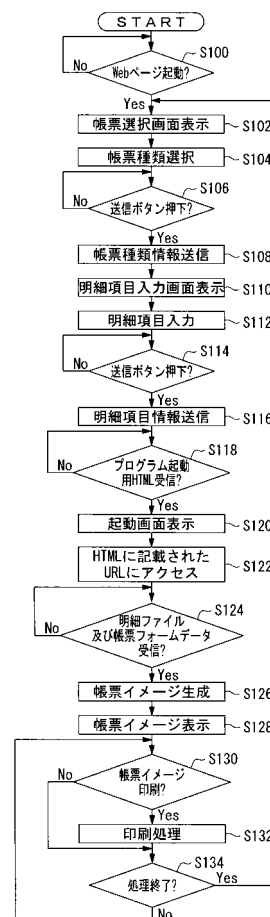 START
S100
Webページ起動?
No
Yes
帳票選択画面表示
S102
帳票種類選択
S104
S106
送信ボタン押下?
No
Yes
帳票種類情報送信
S108
明細項目入力画面表示
S110
明細項目入力
S112
S114
送信ボタン押下?
No
Yes
明細項目情報送信
S116
S118
プログラム起動
用HTML受信?
No
Yes
起動画面表示
S120
HTMLに記載された
URLにアクセス
S122
S124
明細ファイル
及び帳票フォームデータ
受信?
No
Yes
帳票イメージ生成
S126
帳票イメージ表示
S128
S130
帳票イメージ
印刷?
No
Yes
印刷処理
S132
S134
処理終了?
Yes
No